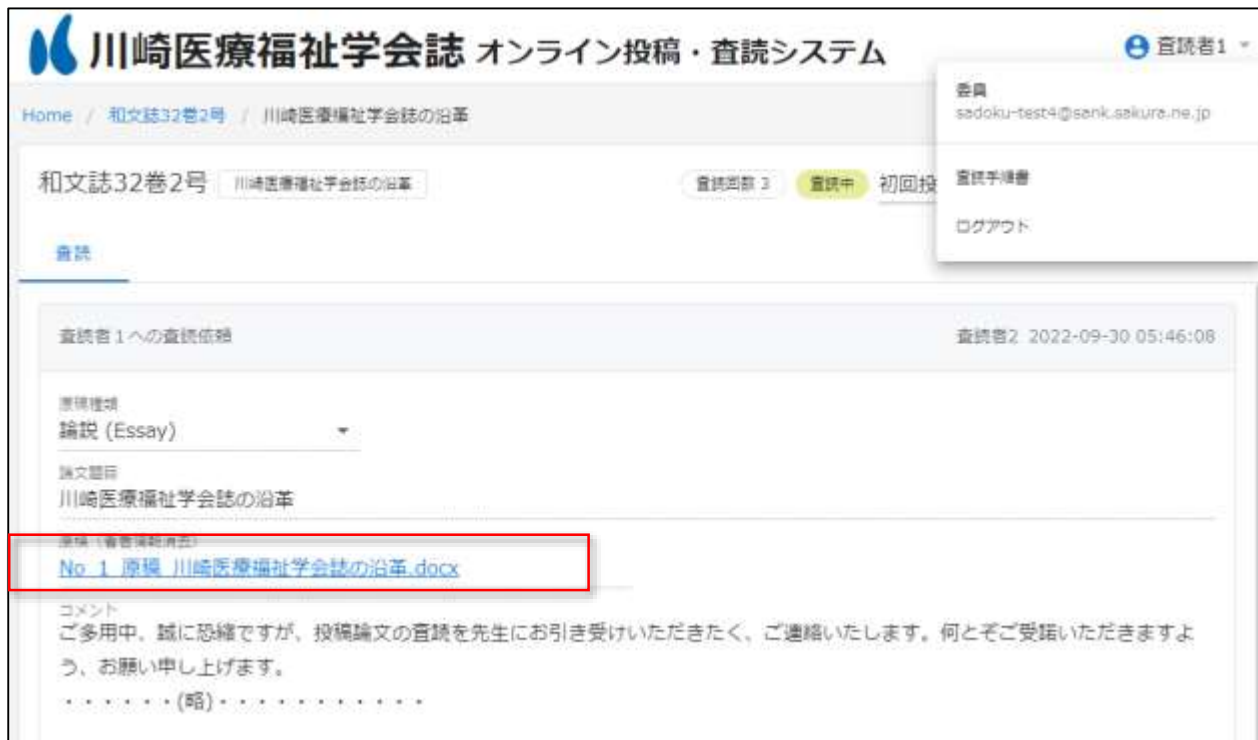 川崎医療福祉学会誌 オンライン投稿・査読システム
査読者1
委員
sadoku-test4@sank.sakura.ne.jp
査読手順書
ログアウト
Home / 和文誌32巻2号 / 川崎医療福祉学会誌の沿革
和文誌32巻2号 川崎医療福祉学会誌の沿革 査読回数 3 査読中 初回投
査読
査読者１への査読依頼 査読者2 2022-09-30 05:46:08
原稿種類
論説 (Essay)
論文題目
川崎医療福祉学会誌の沿革
原稿（著者情報消去）
No_1_原稿_川崎医療福祉学会誌の沿革.docx
コメント
ご多用中、誠に恐縮ですが、投稿論文の査読を先生にお引き受けいただきたく、ご連絡いたします。何とぞご受諾いただきますよ
う、お願い申し上げます。
・・・・・・(略)・・・・・・・・・・・